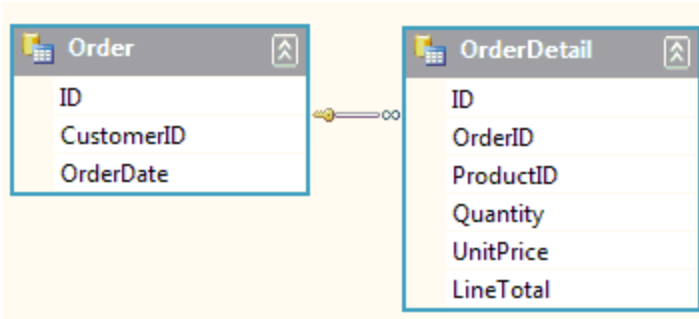 Order
ID
CustomerID
OrderDate
OrderDetail
ID
OrderID
ProductID
Quantity
UnitPrice
LineTotal